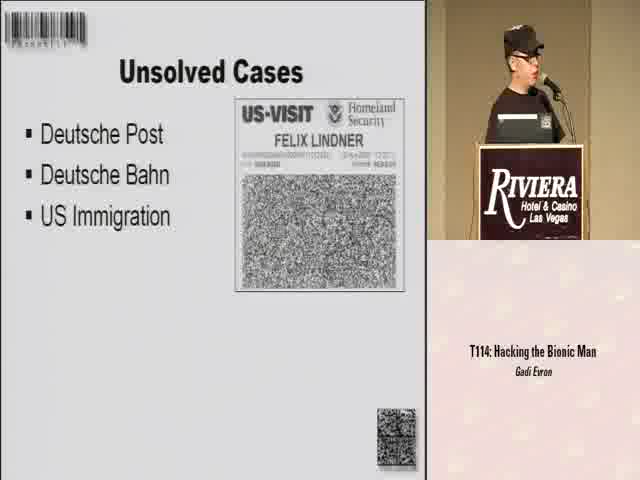 Unsolved Cases
▪ Deutsche Post
▪ Deutsche Bahn
▪ US Immigration
US-VISIT
Homeland
Security
FELIX LINDNER
RIVIERA
Hotel & Casino
Las Vegas
T114: Hacking the Bionic Man
Gadi Evron